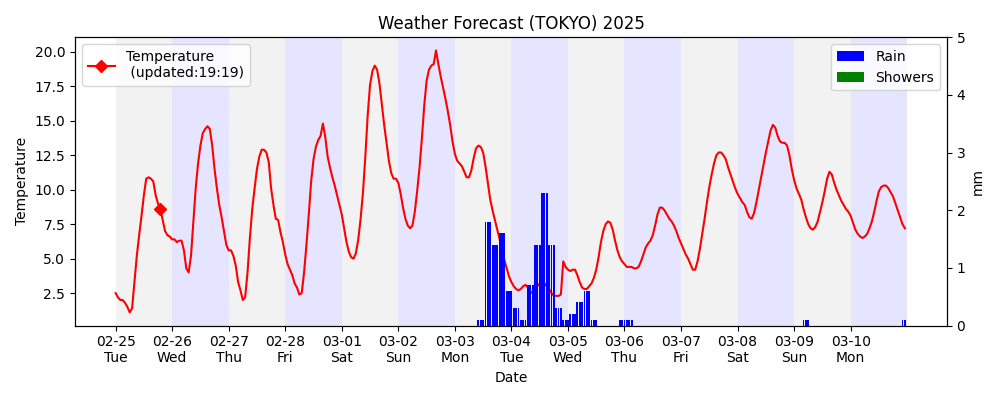 Weather Forecast (TOKYO) 2025
Temperature
(updated:19:19)
Rain
Showers
Temperature
20.0
17.5
15.0
12.5
10.0
7.5
5.0
2.5
5
4
3
2
1
0
mm
02-25 02-26 02-27 02-28 03-01 03-02 03-03 03-04 03-05 03-06 03-07 03-08 03-09 03-10
Tue Wed Thu Fri Sat Sun Mon Tue Wed Thu Fri Sat Sun Mon
Date